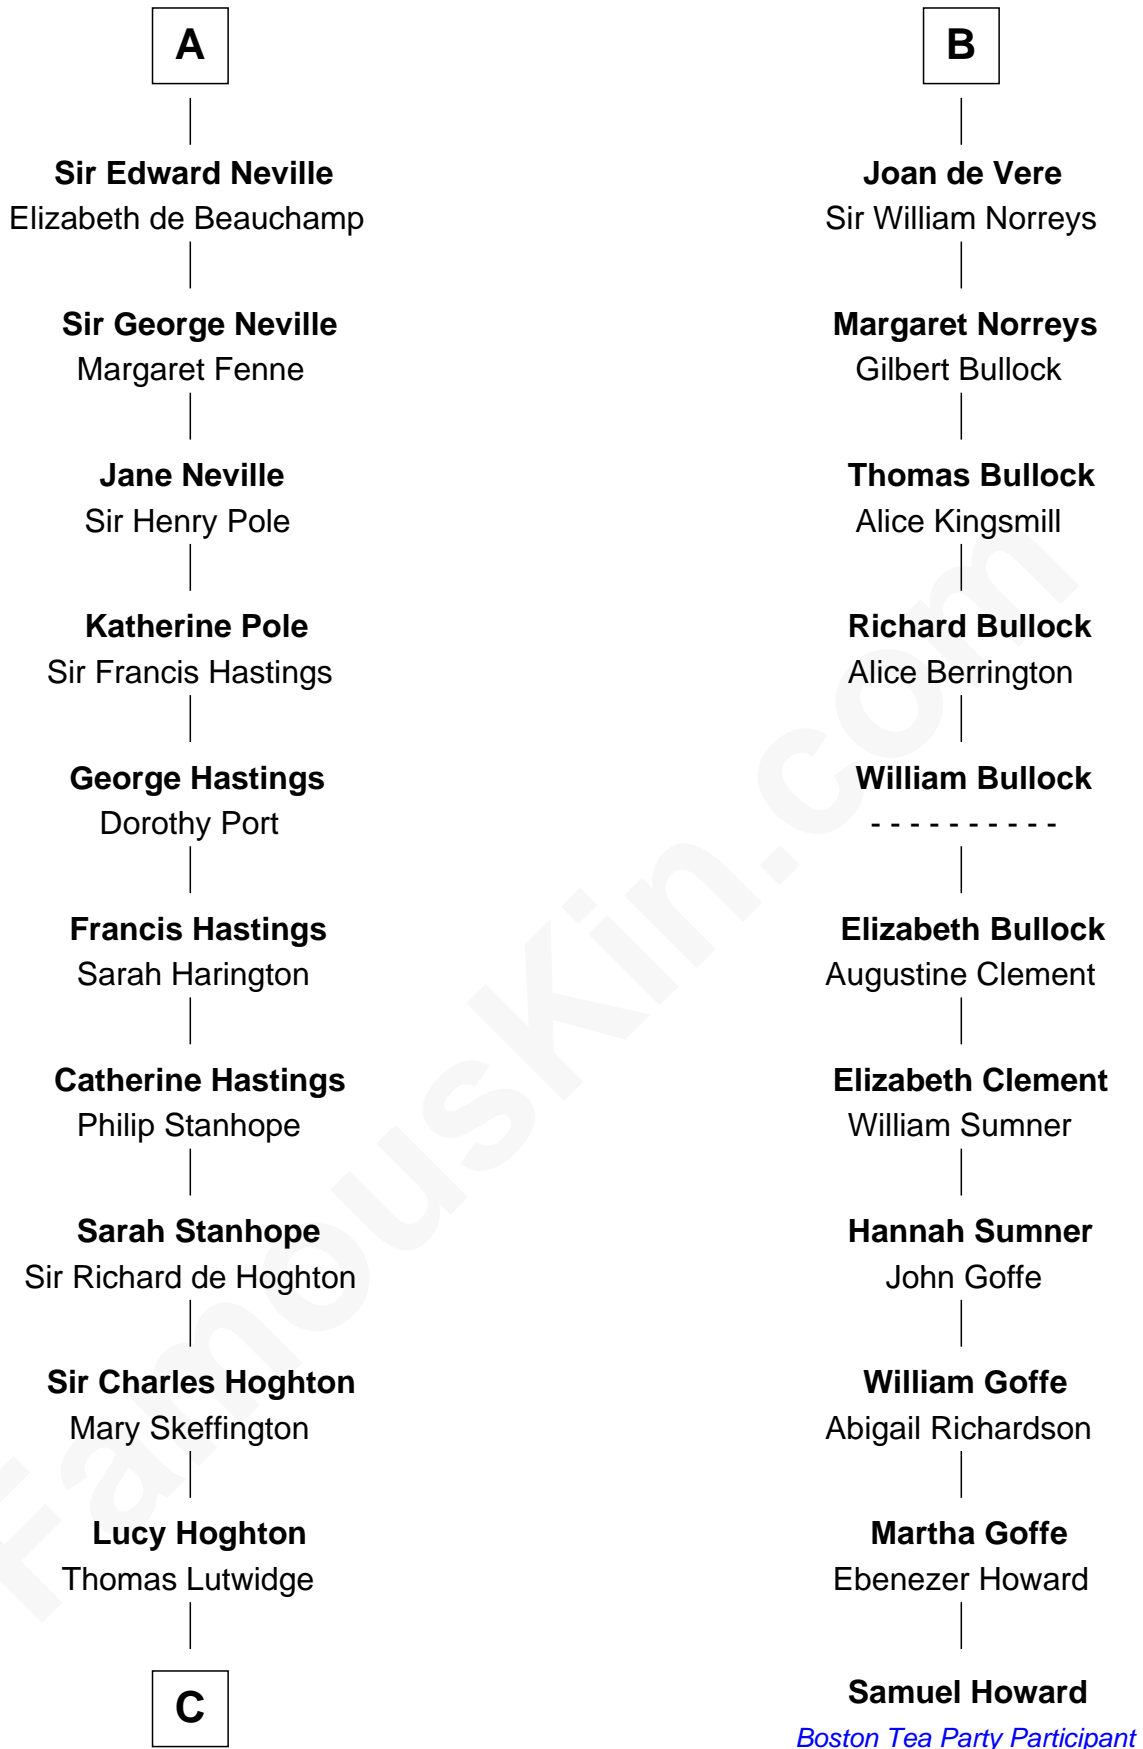 A
Sir Edward Neville
Elizabeth de Beauchamp
Sir George Neville
Margaret Fenne
Jane Neville
Sir Henry Pole
Katherine Pole
Sir Francis Hastings
George Hastings
Dorothy Port
Francis Hastings
Sarah Harington
Catherine Hastings
Philip Stanhope
Sarah Stanhope
Sir Richard de Hoghton
Sir Charles Hoghton
Mary Skeffington
Lucy Hoghton
Thomas Lutwidge
C
B
Joan de Vere
Sir William Norreys
Margaret Norreys
Gilbert Bullock
Thomas Bullock
Alice Kingsmill
Richard Bullock
Alice Berrington
William Bullock
- - - - - - - - - -
Elizabeth Bullock
Augustine Clement
Elizabeth Clement
William Sumner
Hannah Sumner
John Goffe
William Goffe
Abigail Richardson
Martha Goffe
Ebenezer Howard
Samuel Howard
Boston Tea Party Participant
FamousKin.com